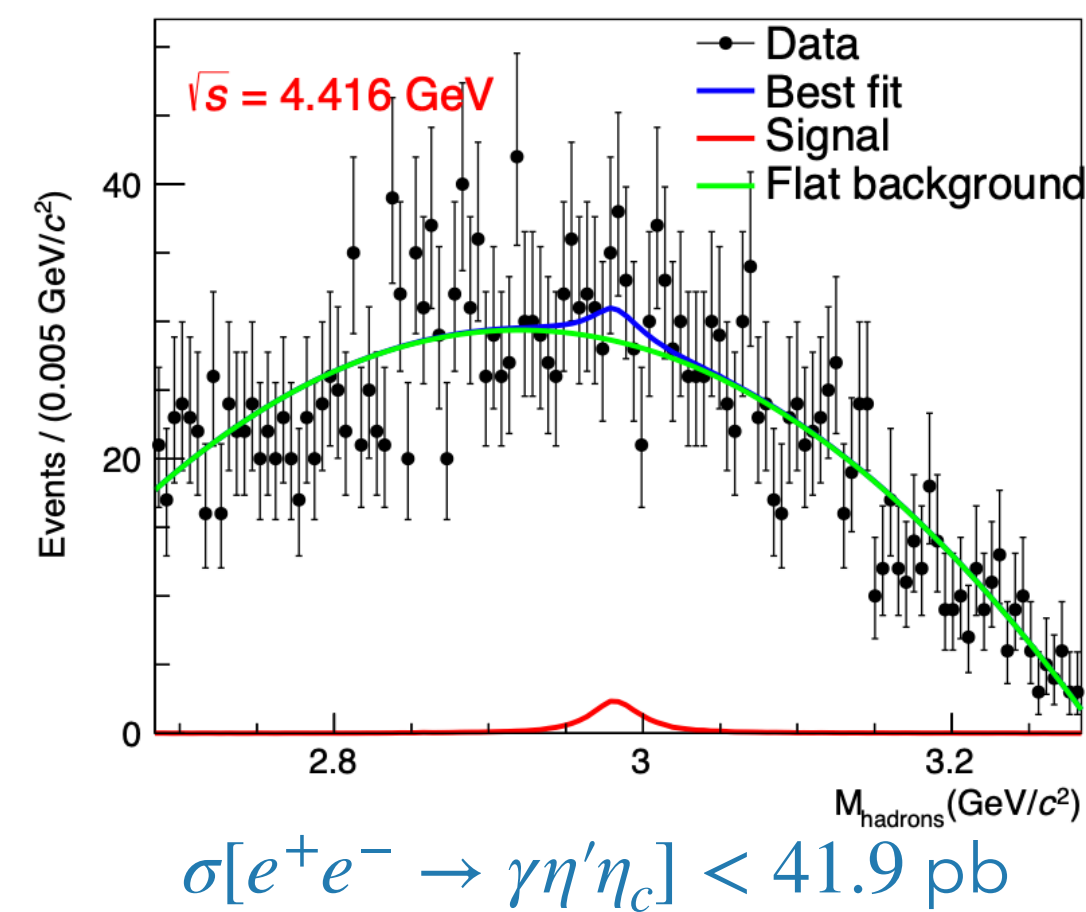 √s = 4.416 GeV
Data
Best fit
Signal
Flat background
Events / (0.005 GeV/c²)
40
20
0
2.8 3 3.2
M_hadrons(GeV/c²)
σ[e⁺e⁻ → γη′η_c] < 41.9 pb